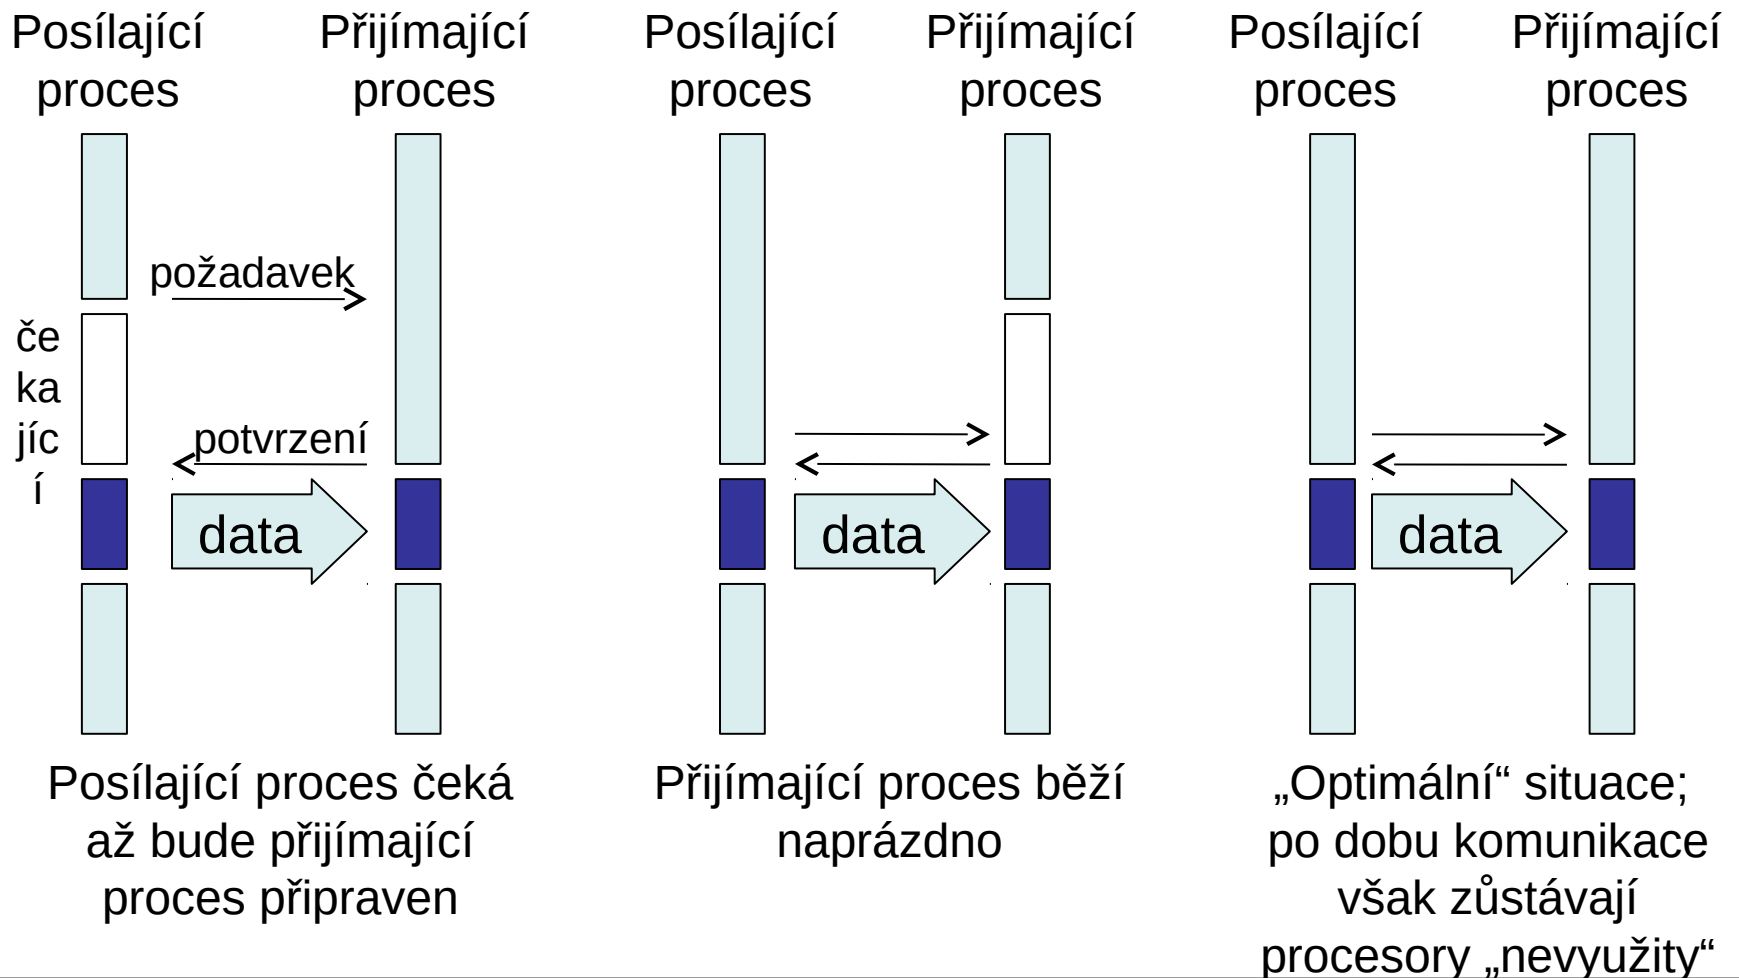 Posílající
proces
Přijímající
proces
Posílající
proces
Přijímající
proces
Posílající
proces
Přijímající
proces
požadavek
če
ka
jíc
í
potvrzení
data
data
data
Posílající proces čeká
až bude přijímající
proces připraven
Přijímající proces běží
naprázdno
„Optimální“ situace;
po dobu komunikace
však zůstávají
procesory „nevyužity“